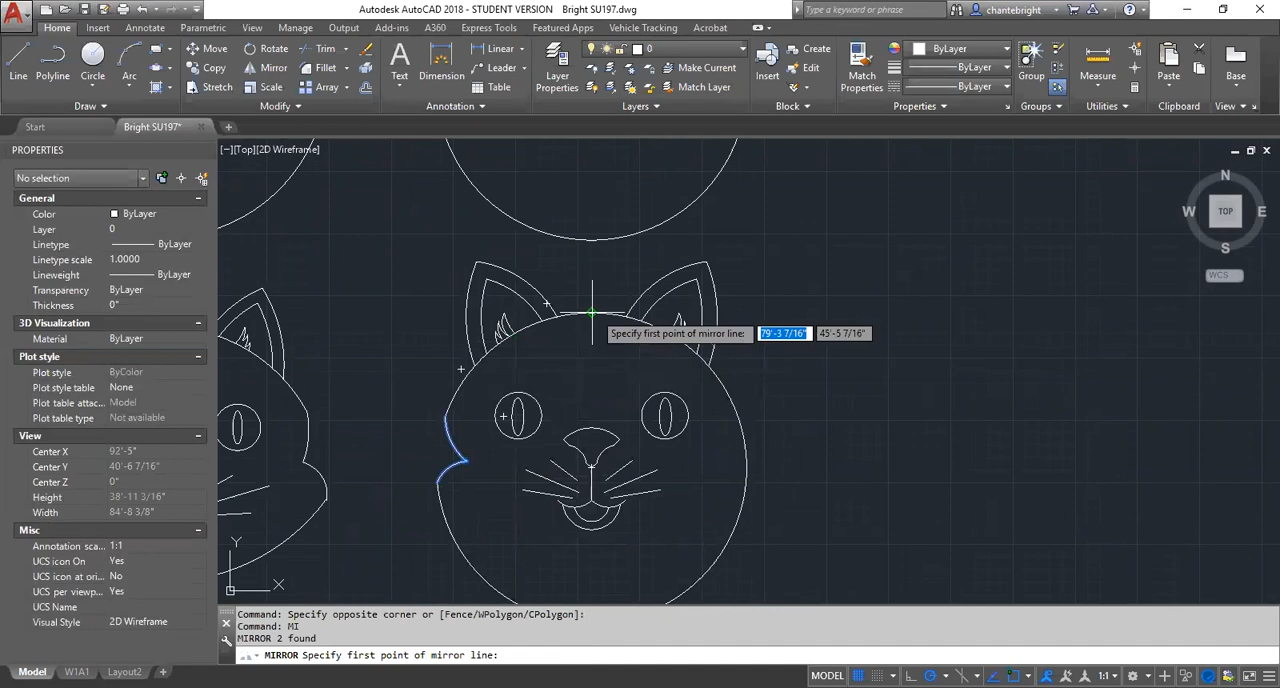 Autodesk AutoCAD 2018 - STUDENT VERSION Bright SU197.dwg
Type a keyword or phrase
chantebright
Home Insert Annotate Parametric View Manage Output Add-ins A360 Express Tools Featured Apps Vehicle Tracking Acrobat
Line Polyline Circle Arc
Move Rotate Trim
Copy Mirror Fillet
Stretch Scale Array
Text Dimension
Linear
Leader
Table
Layer Properties
0
Make Current
Match Layer
Insert
Create
Edit
Match Properties
ByLayer
ByLayer
ByLayer
Group
Measure
Paste
Base
Draw Modify Annotation Layers Block Properties Groups Utilities Clipboard View
Start Bright SU197*
PROPERTIES
[−][Top][2D Wireframe]
No selection
General
Color ByLayer
Layer 0
Linetype ByLayer
Linetype scale 1.0000
Lineweight ByLayer
Transparency ByLayer
Thickness 0"
3D Visualization
Material ByLayer
Plot style
Plot style ByColor
Plot style table None
Plot table attac... Model
Plot table type Not available
View
Center X 92'-5"
Center Y 40'-6 7/16"
Center Z 0"
Height 38'-11 3/16"
Width 84'-8 3/8"
Misc
Annotation sca... 1:1
UCS icon On Yes
UCS icon at ori... No
UCS per viewp... Yes
UCS Name
Visual Style 2D Wireframe
N
W TOP E
S
WCS
Specify first point of mirror line: 79'-3 7/16" 45'-5 7/16"
Y
X
Command: Specify opposite corner or [Fence/WPolygon/CPolygon]:
Command: MI
MIRROR 2 found
MIRROR Specify first point of mirror line:
Model W1A1 Layout2 +
MODEL 1:1